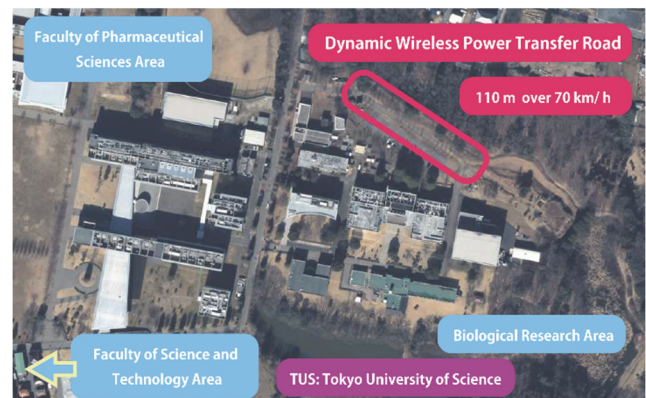 Faculty of Pharmaceutical
Sciences Area
Dynamic Wireless Power Transfer Road
110 m over 70 km/ h
Biological Research Area
Faculty of Science and
Technology Area
TUS: Tokyo University of Science